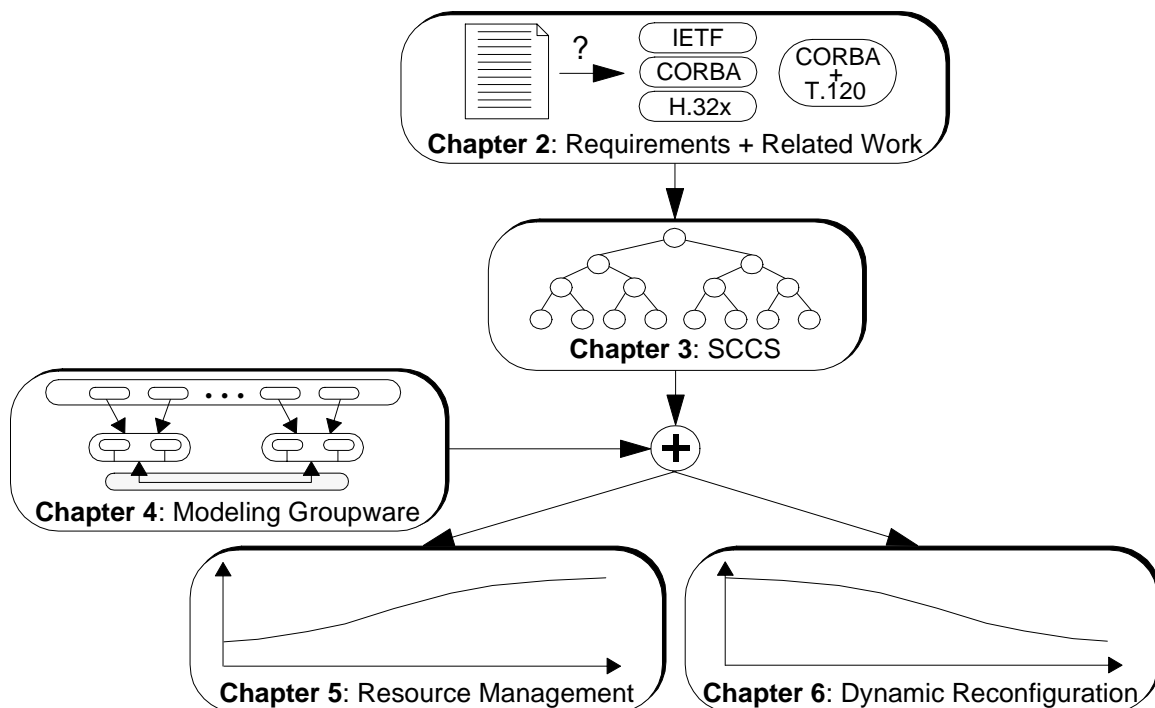 ?
IETF
CORBA
H.32x
CORBA
+
T.120
Chapter 2: Requirements + Related Work
Chapter 3: SCCS
Chapter 4: Modeling Groupware
+
Chapter 5: Resource Management
Chapter 6: Dynamic Reconfiguration